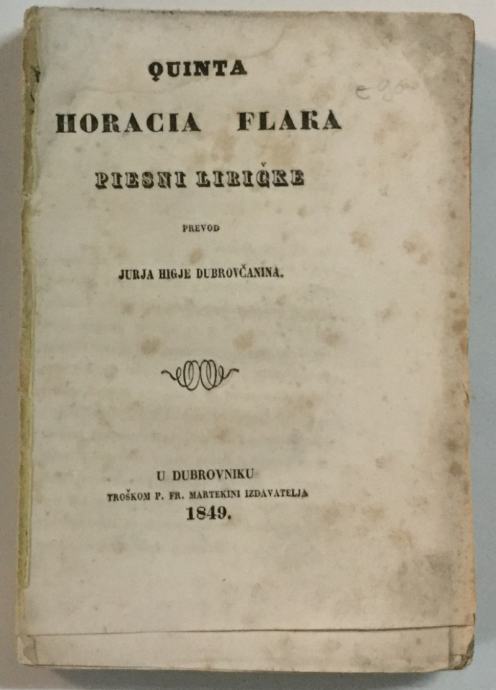 QUINTA
HORACIA FLAKA
PIESNI LIRIČKE
PREVOD
JURJA HIGJE DUBROVČANINA.
U DUBROVNIKU
TROŠKOM P. FR. MARTEKINI IZDAVATELJA
1849.